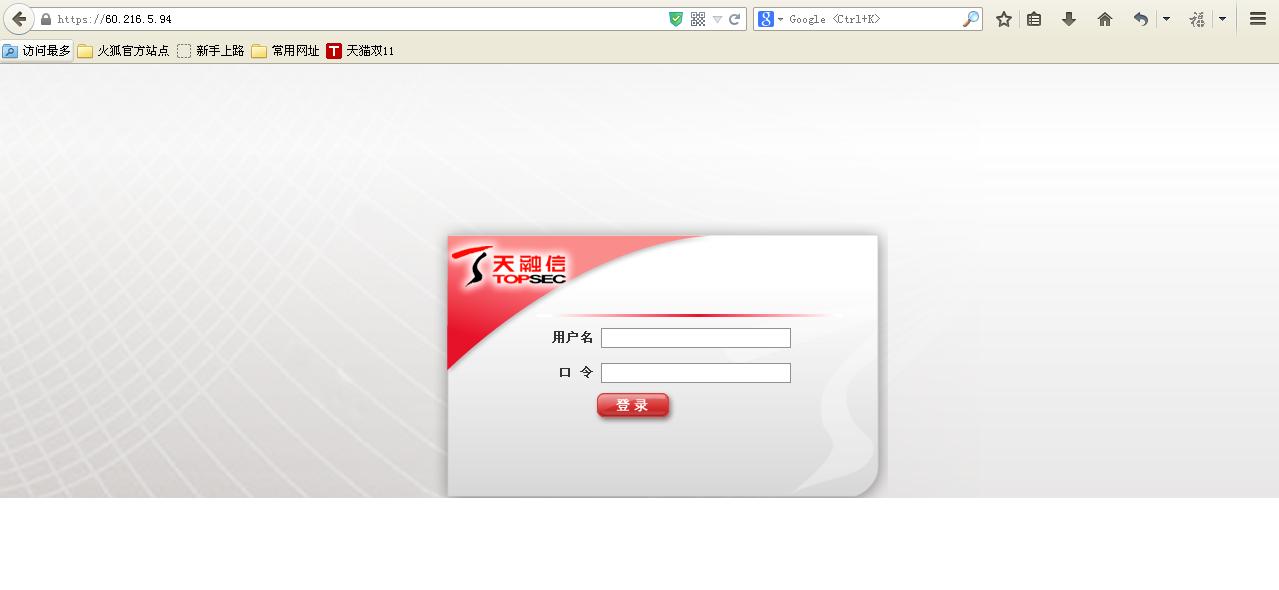 https://60.216.5.94
Google <Ctrl+K>
访问最多 火狐官方站点 新手上路 常用网址 T 天猫双11
天融信
TOPSEC
用户名
口 令
登 录